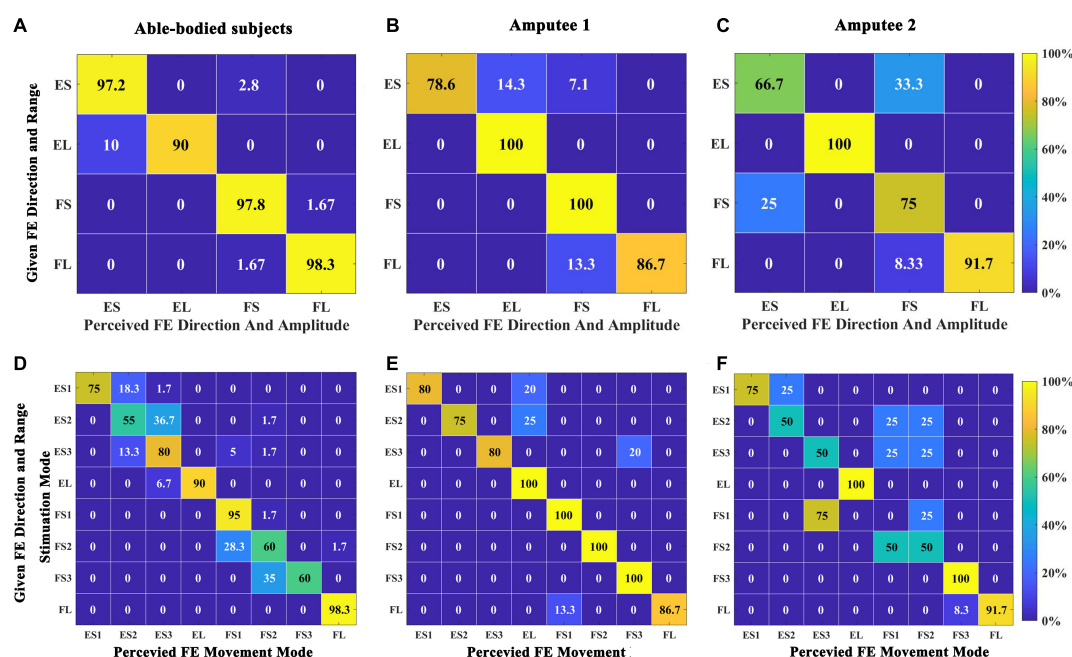 A Able-bodied subjects
B Amputee 1
C Amputee 2
Given FE Direction and Range
ES 97.2 0 2.8 0
EL 10 90 0 0
FS 0 0 97.8 1.67
FL 0 0 1.67 98.3
ES EL FS FL
Perceived FE Direction And Amplitude
ES 78.6 14.3 7.1 0
EL 0 100 0 0
FS 0 0 100 0
FL 0 0 13.3 86.7
ES EL FS FL
Perceived FE Direction And Amplitude
ES 66.7 0 33.3 0
EL 0 100 0 0
FS 25 0 75 0
FL 0 0 8.33 91.7
ES EL FS FL
Perceived FE Direction And Amplitude
100%
80%
60%
40%
20%
0%
D
Given FE Direction and Range
Stimuation Mode
ES1 75 18.3 1.7 0 0 0 0 0
ES2 0 55 36.7 0 0 1.7 0 0
ES3 0 13.3 80 0 5 1.7 0 0
EL 0 0 6.7 90 0 0 0 0
FS1 0 0 0 0 95 1.7 0 0
FS2 0 0 0 0 28.3 60 0 1.7
FS3 0 0 0 0 0 35 60 0
FL 0 0 0 0 0 0 0 98.3
ES1 ES2 ES3 EL FS1 FS2 FS3 FL
Percevied FE Movement Mode
E
ES1 80 0 0 20 0 0 0 0
ES2 0 75 0 25 0 0 0 0
ES3 0 0 80 0 0 0 20 0
EL 0 0 0 100 0 0 0 0
FS1 0 0 0 0 100 0 0 0
FS2 0 0 0 0 0 100 0 0
FS3 0 0 0 0 0 0 100 0
FL 0 0 0 0 13.3 0 0 86.7
ES1 ES2 ES3 EL FS1 FS2 FS3 FL
Percevied FE Movement
F
ES1 75 25 0 0 0 0 0 0
ES2 0 50 0 0 25 25 0 0
ES3 0 0 50 0 25 25 0 0
EL 0 0 0 100 0 0 0 0
FS1 0 0 75 0 0 25 0 0
FS2 0 0 0 0 50 50 0 0
FS3 0 0 0 0 0 0 100 0
FL 0 0 0 0 0 0 8.3 91.7
ES1 ES2 ES3 EL FS1 FS2 FS3 FL
Percevied FE Movement Mode
100%
80%
60%
40%
20%
0%